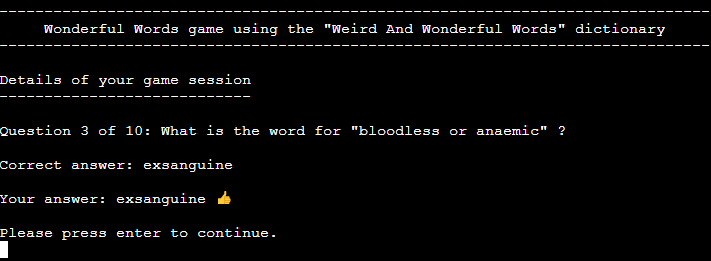 -------------------------------------------------------------------------------
Wonderful Words game using the "Weird And Wonderful Words" dictionary
-------------------------------------------------------------------------------
Details of your game session
----------------------------
Question 3 of 10: What is the word for "bloodless or anaemic" ?
Correct answer: exsanguine
Your answer: exsanguine 👍
Please press enter to continue.